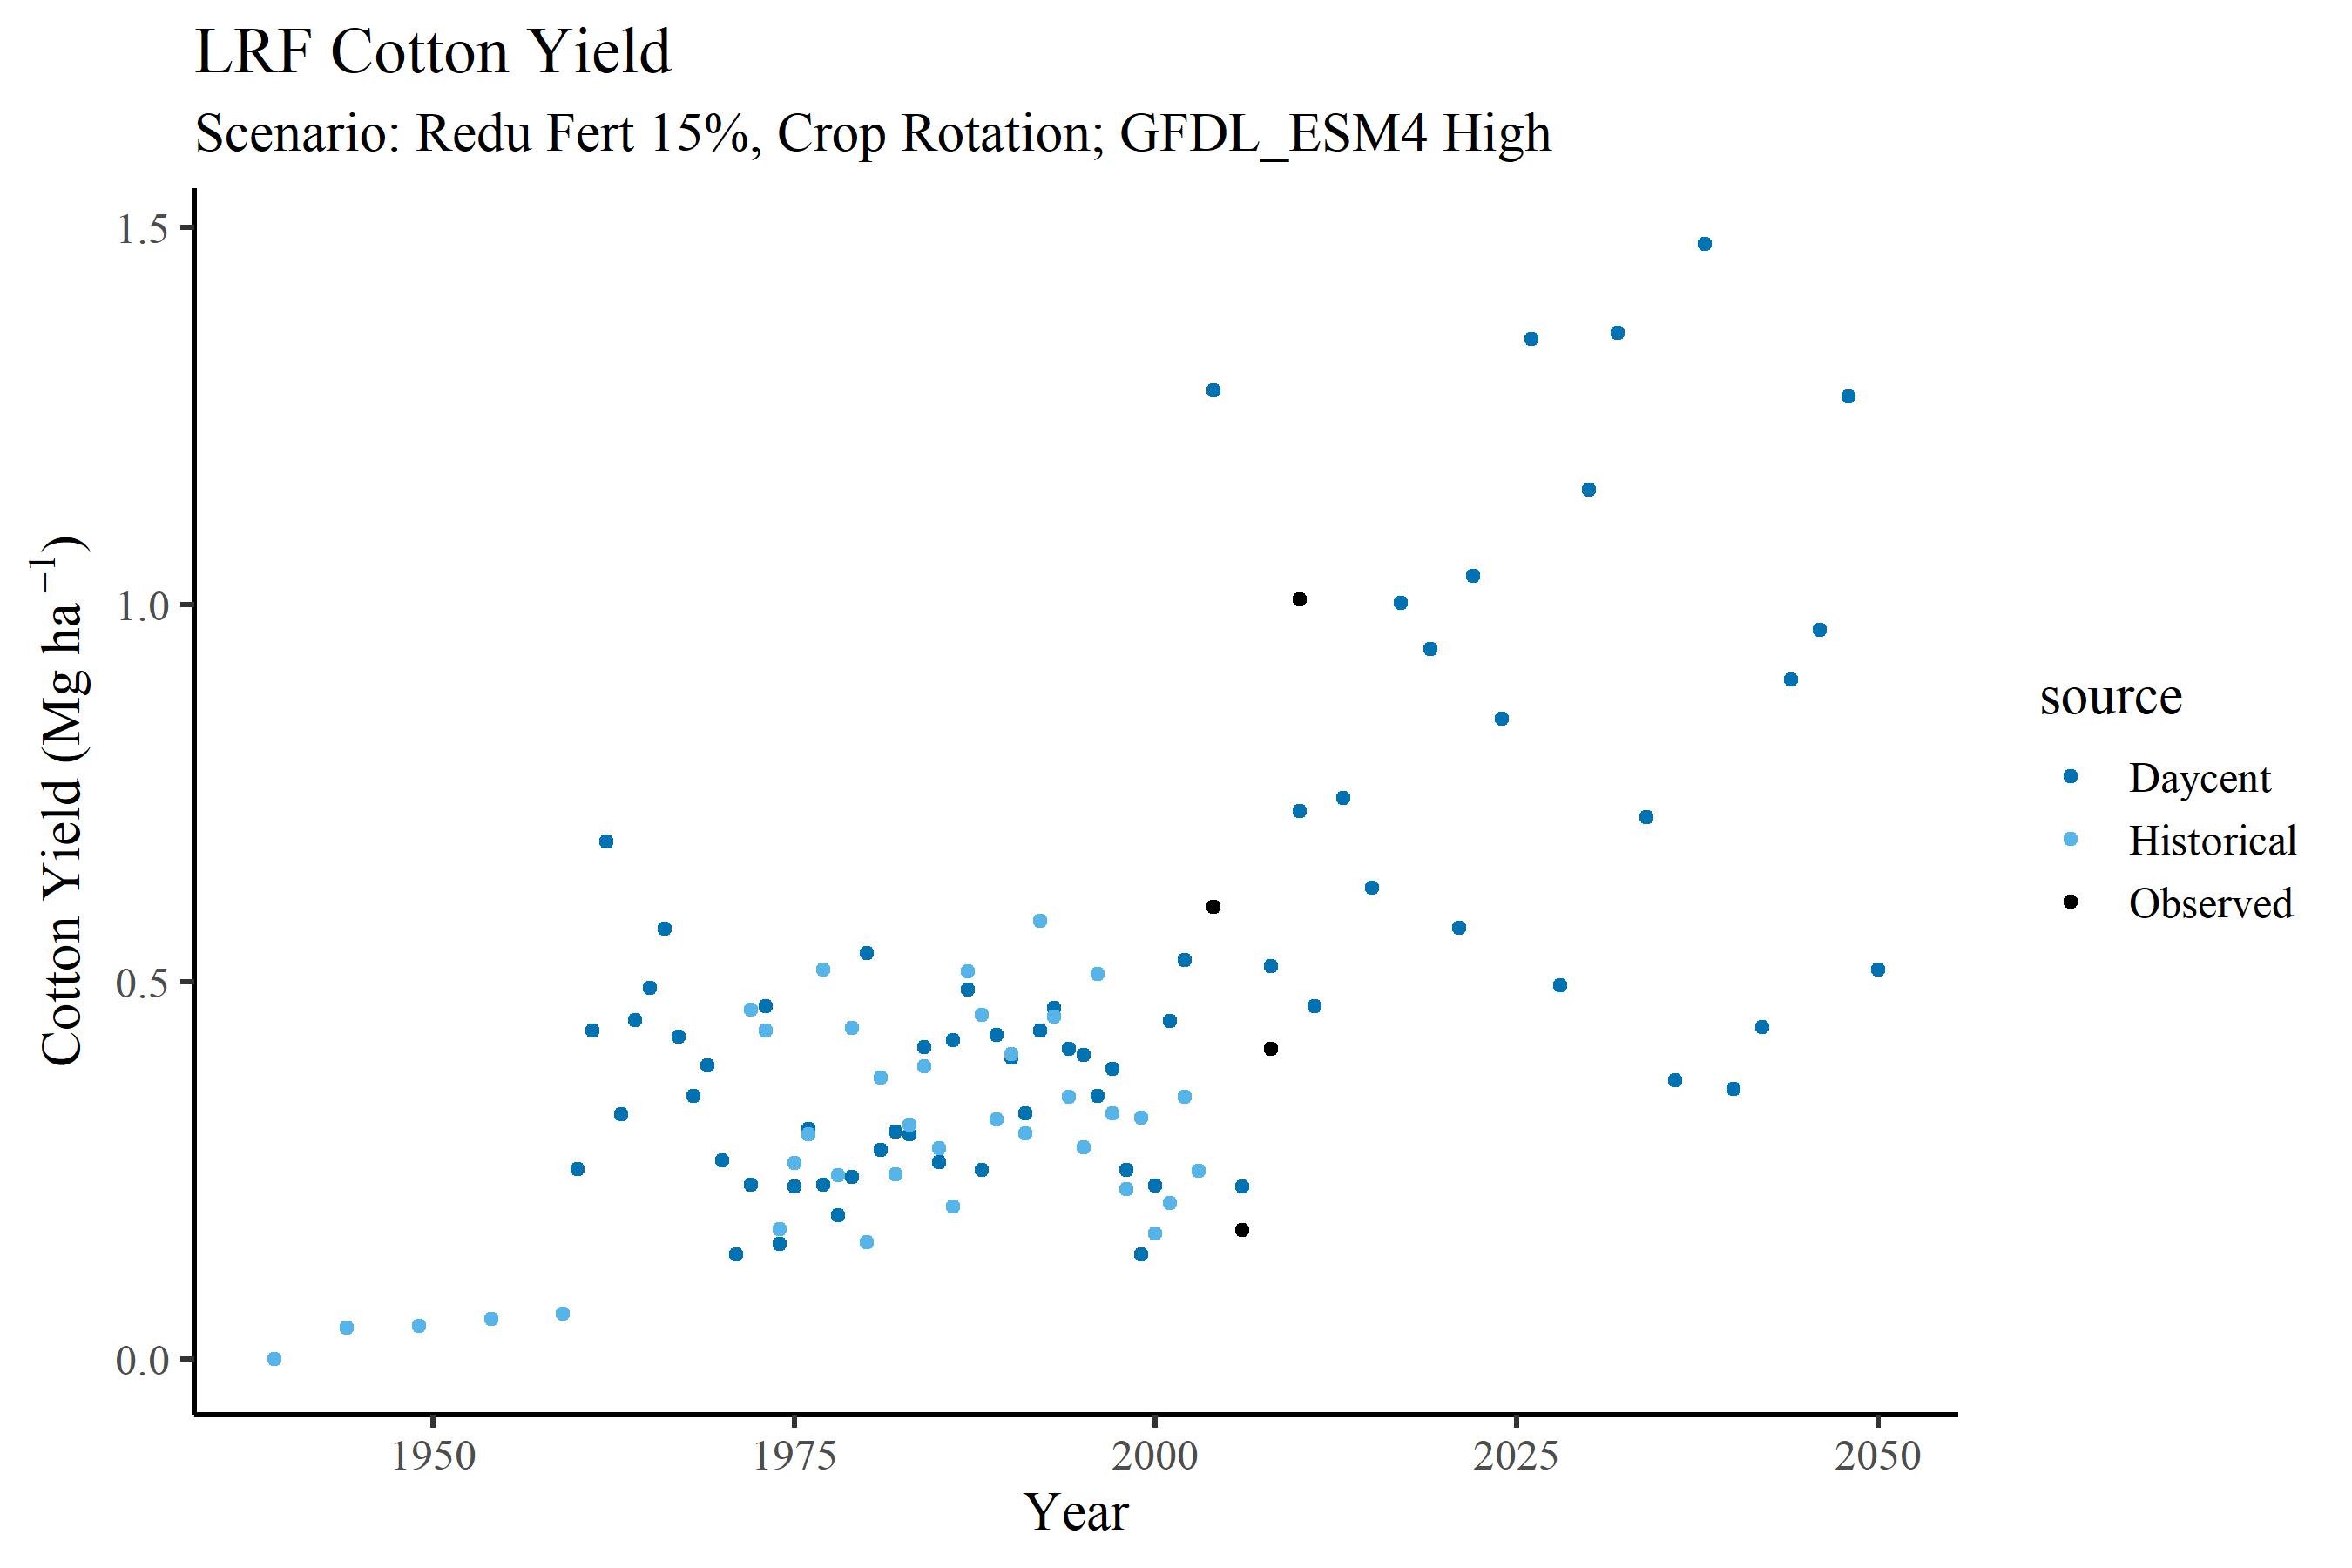 LRF Cotton Yield
Scenario: Redu Fert 15%, Crop Rotation; GFDL_ESM4 High
Cotton Yield (Mg ha −1)
1.5
1.0
0.5
0.0
1950 1975 2000 2025 2050
Year
source
Daycent
Historical
Observed